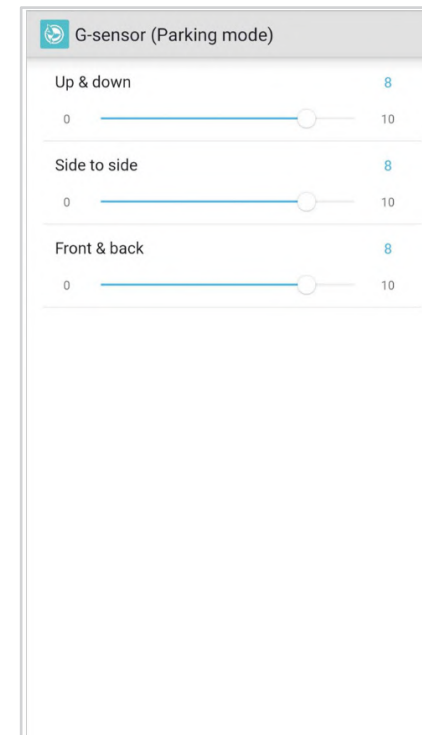 G-sensor (Parking mode)
Up & down 8
0 10
Side to side 8
0 10
Front & back 8
0 10